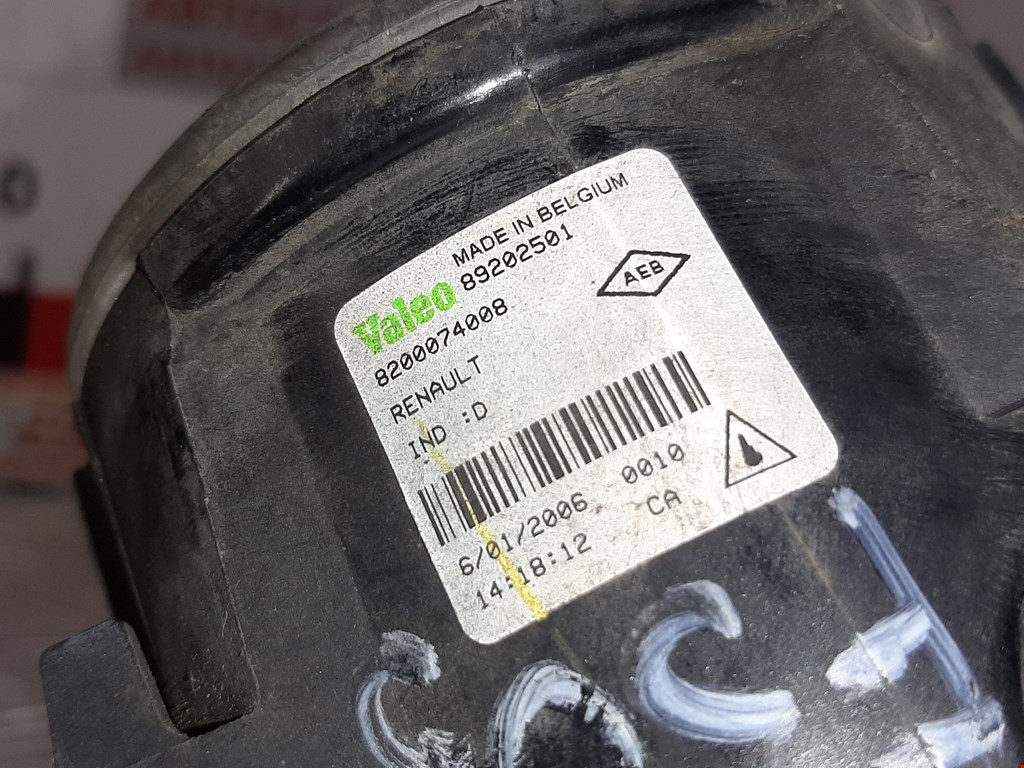 MADE IN BELGIUM
Valeo 89202501
8200074008
AEB
RENAULT
IND :D
6/01/2006 0010
14:18:12 CA